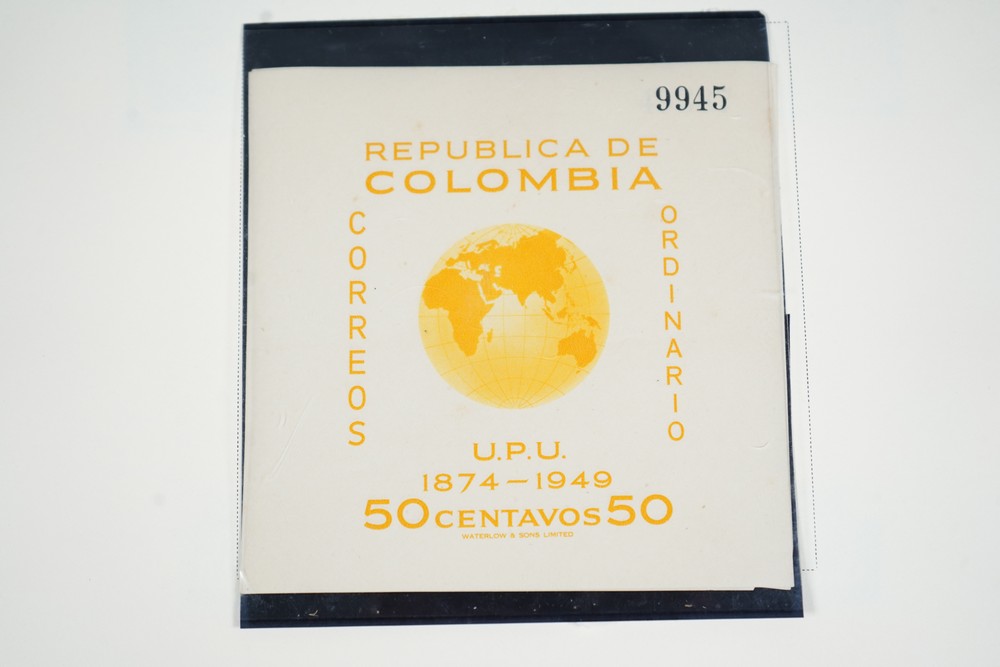 9945
REPUBLICA DE
COLOMBIA
CORREOS
ORDINARIO
U.P.U.
1874-1949
50 CENTAVOS 50
WATERLOW & SONS LIMITED